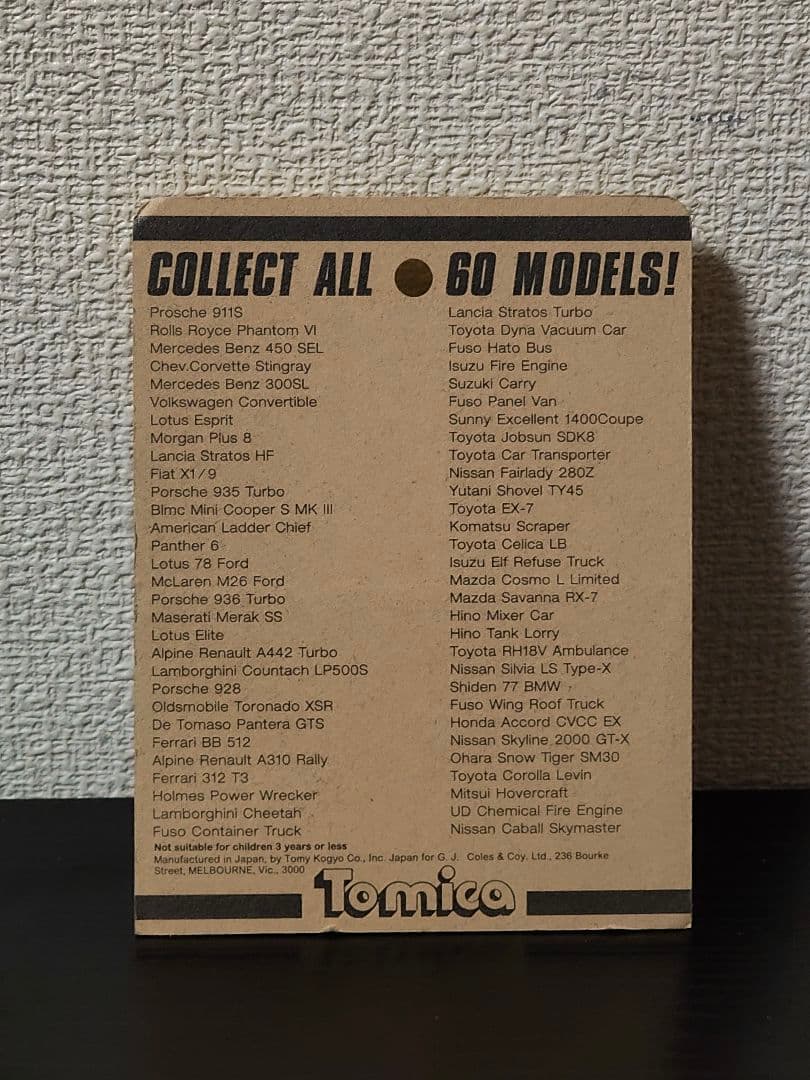 COLLECT ALL 60 MODELS!
Prosche 911S
Rolls Royce Phantom VI
Mercedes Benz 450 SEL
Chev.Corvette Stingray
Mercedes Benz 300SL
Volkswagen Convertible
Lotus Esprit
Morgan Plus 8
Lancia Stratos HF
Fiat X1/9
Porsche 935 Turbo
Blmc Mini Cooper S MK III
American Ladder Chief
Panther 6
Lotus 78 Ford
McLaren M26 Ford
Porsche 936 Turbo
Maserati Merak SS
Lotus Elite
Alpine Renault A442 Turbo
Lamborghini Countach LP500S
Porsche 928
Oldsmobile Toronado XSR
De Tomaso Pantera GTS
Ferrari BB 512
Alpine Renault A310 Rally
Ferrari 312 T3
Holmes Power Wrecker
Lamborghini Cheetah
Fuso Container Truck
Lancia Stratos Turbo
Toyota Dyna Vacuum Car
Fuso Hato Bus
Isuzu Fire Engine
Suzuki Carry
Fuso Panel Van
Sunny Excellent 1400Coupe
Toyota Jobsun SDK8
Toyota Car Transporter
Nissan Fairlady 280Z
Yutani Shovel TY45
Toyota EX-7
Komatsu Scraper
Toyota Celica LB
Isuzu Elf Refuse Truck
Mazda Cosmo L Limited
Mazda Savanna RX-7
Hino Mixer Car
Hino Tank Lorry
Toyota RH18V Ambulance
Nissan Silvia LS Type-X
Shiden 77 BMW
Fuso Wing Roof Truck
Honda Accord CVCC EX
Nissan Skyline 2000 GT-X
Ohara Snow Tiger SM30
Toyota Corolla Levin
Mitsui Hovercraft
UD Chemical Fire Engine
Nissan Caball Skymaster
Not suitable for children 3 years or less
Manufactured in Japan, by Tomy Kogyo Co., Inc. Japan for G. J. Coles & Coy. Ltd., 236 Bourke
Street, MELBOURNE, Vic., 3000
Tomica